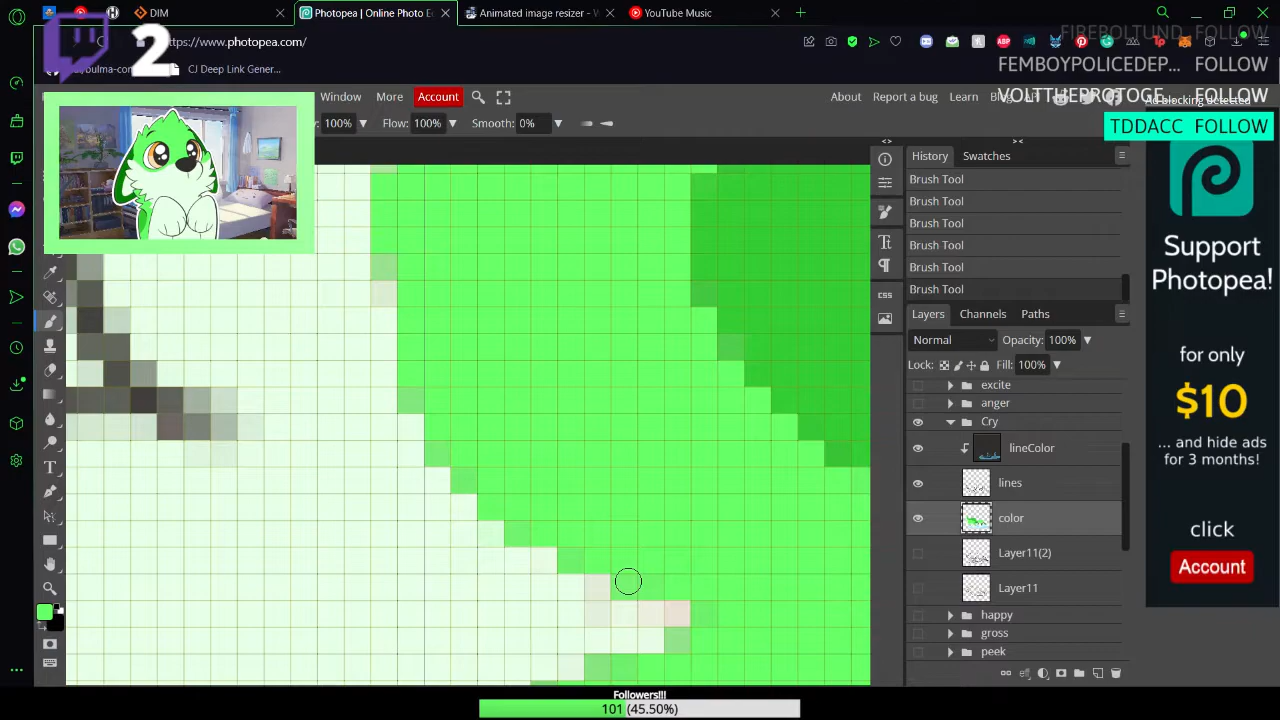 DIM
Photopea | Online Photo E
Animated image resizer - W
YouTube Music
2
https://www.photopea.com/
CJ Deep Link Gener...
FIREBOLTUND FOLLOW
FEMBOYPOLICEDEP... FOLLOW
VOLTTHEPROTOGE FOLLOW
TDDACC FOLLOW
Window
More
Account
About
Report a bug
Learn
100%
Flow: 100%
Smooth: 0%
History
Swatches
Brush Tool
Brush Tool
Brush Tool
Brush Tool
Brush Tool
Brush Tool
Layers
Channels
Paths
Normal
Opacity: 100%
Lock:
Fill: 100%
excite
anger
Cry
lineColor
lines
color
Layer11(2)
Layer11
happy
gross
peek
CSS
Support
Photopea!
for only
$10
... and hide ads
for 3 months!
click
Account
Followers!!!
101 (45.50%)